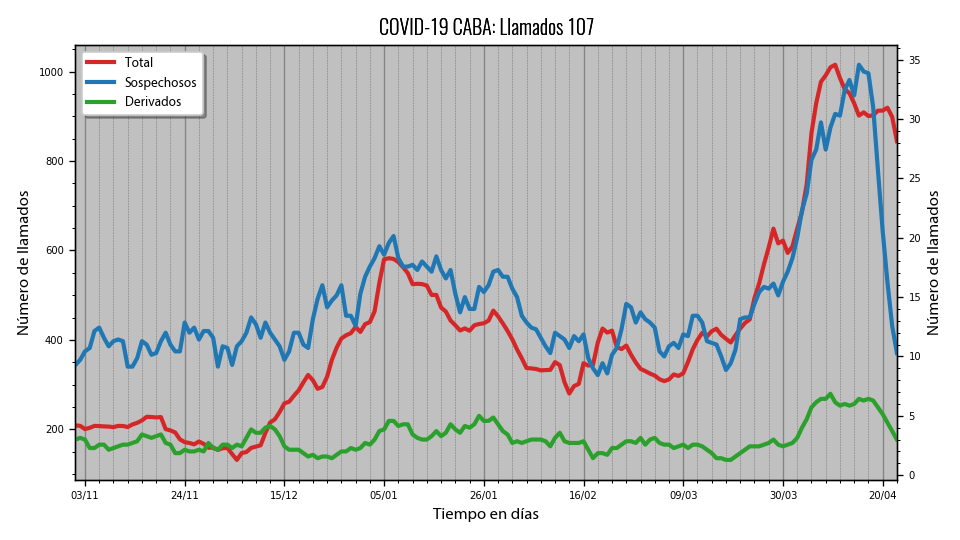 COVID-19 CABA: Llamados 107
Total
Sospechosos
Derivados
Número de llamados
1000
800
600
400
200
35
30
25
20
15
10
5
0
Número de llamados
03/11 24/11 15/12 05/01 26/01 16/02 09/03 30/03 20/04
Tiempo en días